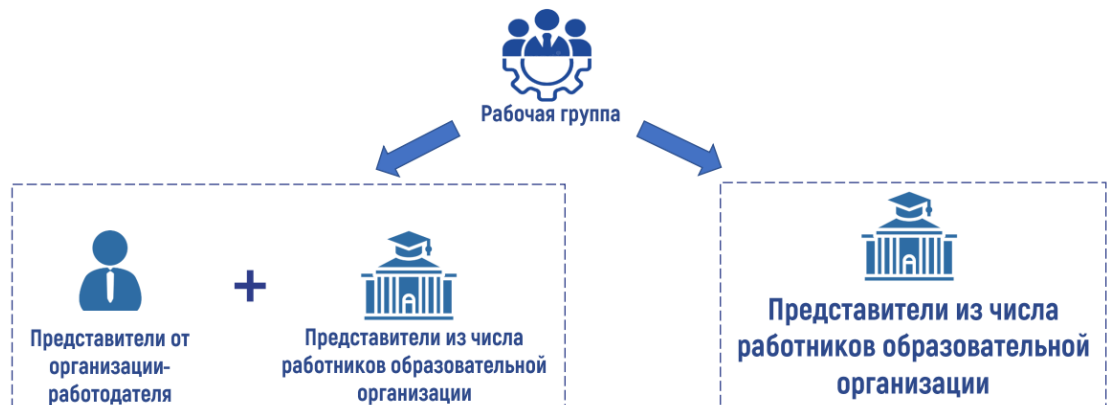 Рабочая группа
Представители от
организации-
работодателя
+
Представители из числа
работников образовательной
организации
Представители из числа
работников образовательной
организации